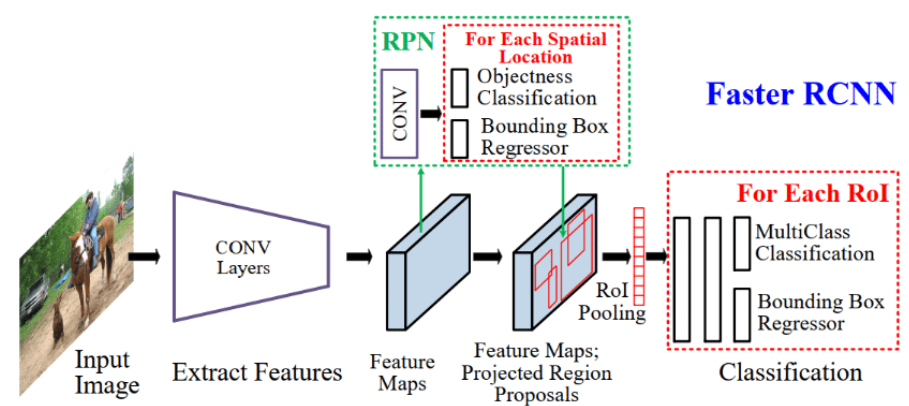 RPN
For Each Spatial
Location
CONV
Objectness
Classification
Bounding Box
Regressor
Faster RCNN
CONV
Layers
For Each RoI
MultiClass
Classification
Bounding Box
Regressor
RoI
Pooling
Input
Image
Extract Features
Feature
Maps
Feature Maps;
Projected Region
Proposals
Classification